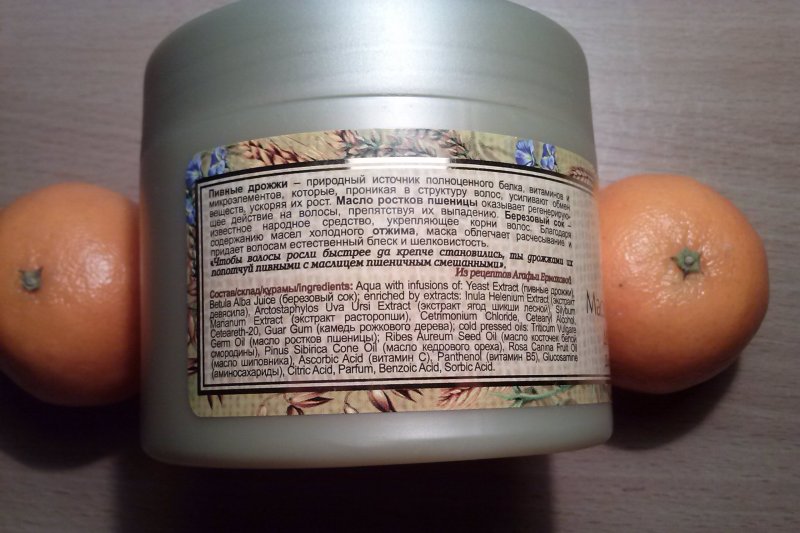 Пивные дрожжи – природный источник полноценного белка, витаминов и
микроэлементов, которые, проникая в структуру волос, усиливают обмен
веществ, ускоряя их рост. Масло ростков пшеницы оказывает регенерирую-
щее действие на волосы, препятствуя их выпадению. Березовый сок –
известное народное средство, укрепляющее корни волос. Благодаря
содержанию масел холодного отжима, маска облегчает расчесывание и
придает волосам естественный блеск и шелковистость.
«Чтобы волосы росли быстрее да крепче становились, ты дрожжами их
попотчуй пивными с маслицем пшеничным смешанными».
Из рецептов Агафьи Ермаковой
Состав/склад/құрамы/ingredients: Aqua with infusions of: Yeast Extract (пивные дрожжи),
Betula Alba Juice (березовый сок); enriched by extracts: Inula Helenium Extract (экстракт
девясила), Arctostaphylos Uva Ursi Extract (экстракт ягод шикши лесной), Silybum
Marianum Extract (экстракт расторопши), Cetrimonium Chloride, Cetearyl Alcohol,
Ceteareth-20, Guar Gum (камедь рожкового дерева); cold pressed oils: Triticum Vulgare
Germ Oil (масло ростков пшеницы); Ribes Aureum Seed Oil (масло косточек белой
смородины), Pinus Sibirica Cone Oil (масло кедрового ореха), Rosa Canina Fruit Oil
(масло шиповника), Ascorbic Acid (витамин С), Panthenol (витамин В5), Glucosamine
(аминосахариды), Citric Acid, Parfum, Benzoic Acid, Sorbic Acid.